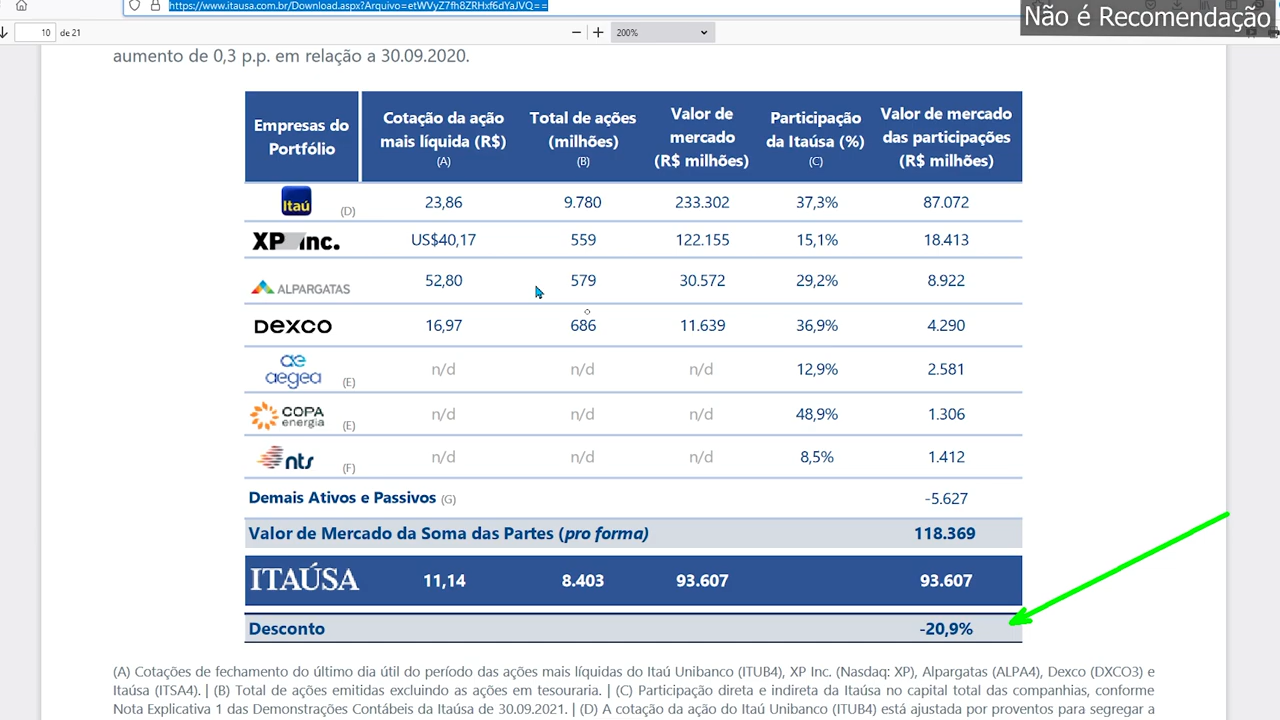 https://www.itausa.com.br/Download.aspx?Arquivo=etWVyZ7fh8ZRHxf6dYaJVQ==
Não é Recomendação
10 de 21
200%
aumento de 0,3 p.p. em relação a 30.09.2020.
Empresas do Portfólio
Cotação da ação mais líquida (R$) (A)
Total de ações (milhões) (B)
Valor de mercado (R$ milhões)
Participação da Itaúsa (%) (C)
Valor de mercado das participações (R$ milhões)
Itaú (D) 23,86 9.780 233.302 37,3% 87.072
XP Inc. US$40,17 559 122.155 15,1% 18.413
ALPARGATAS 52,80 579 30.572 29,2% 8.922
Dexco 16,97 686 11.639 36,9% 4.290
ae aegea (E) n/d n/d n/d 12,9% 2.581
COPA energia (E) n/d n/d n/d 48,9% 1.306
nts (F) n/d n/d n/d 8,5% 1.412
Demais Ativos e Passivos (G) -5.627
Valor de Mercado da Soma das Partes (pro forma) 118.369
ITAÚSA 11,14 8.403 93.607 93.607
Desconto -20,9%
(A) Cotações de fechamento do último dia útil do período das ações mais líquidas do Itaú Unibanco (ITUB4), XP Inc. (Nasdaq: XP), Alpargatas (ALPA4), Dexco (DXCO3) e
Itaúsa (ITSA4). | (B) Total de ações emitidas excluindo as ações em tesouraria. | (C) Participação direta e indireta da Itaúsa no capital total das companhias, conforme
Nota Explicativa 1 das Demonstrações Contábeis da Itaúsa de 30.09.2021. | (D) A cotação da ação do Itaú Unibanco (ITUB4) está ajustada por proventos para segregar a